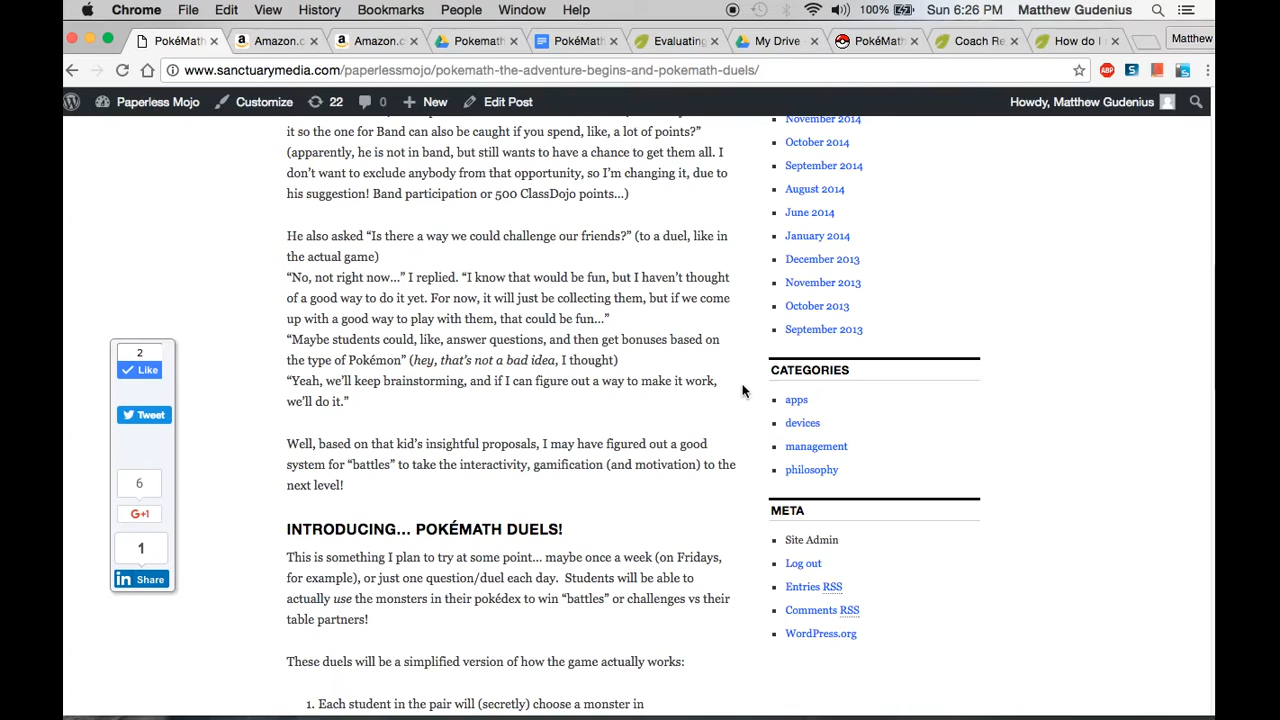 Chrome File Edit View History Bookmarks People Window Help 100% Sun 6:26 PM Matthew Gudenius
PokéMath Amazon.c Amazon.c Pokemath PokéMath Evaluating My Drive PokéMath Coach Re How do I Matthew
www.sanctuarymedia.com/paperlessmojo/pokemath-the-adventure-begins-and-pokemath-duels/ ABP S
Paperless Mojo Customize 22 0 New Edit Post Howdy, Matthew Gudenius
it so the one for Band can also be caught if you spend, like, a lot of points?”
(apparently, he is not in band, but still wants to have a chance to get them all. I
don’t want to exclude anybody from that opportunity, so I’m changing it, due to
his suggestion! Band participation or 500 ClassDojo points…)
He also asked “Is there a way we could challenge our friends?” (to a duel, like in
the actual game)
“No, not right now…” I replied. “I know that would be fun, but I haven’t thought
of a good way to do it yet. For now, it will just be collecting them, but if we come
up with a good way to play with them, that could be fun…”
“Maybe students could, like, answer questions, and then get bonuses based on
the type of Pokémon” (hey, that’s not a bad idea, I thought)
“Yeah, we’ll keep brainstorming, and if I can figure out a way to make it work,
we’ll do it.”
Well, based on that kid’s insightful proposals, I may have figured out a good
system for “battles” to take the interactivity, gamification (and motivation) to the
next level!
INTRODUCING… POKÉMATH DUELS!
This is something I plan to try at some point… maybe once a week (on Fridays,
for example), or just one question/duel each day. Students will be able to
actually use the monsters in their pokédex to win “battles” or challenges vs their
table partners!
These duels will be a simplified version of how the game actually works:
1. Each student in the pair will (secretly) choose a monster in
2
Like
Tweet
6
G+1
1
in Share
November 2014
October 2014
September 2014
August 2014
June 2014
January 2014
December 2013
November 2013
October 2013
September 2013
CATEGORIES
apps
devices
management
philosophy
META
Site Admin
Log out
Entries RSS
Comments RSS
WordPress.org